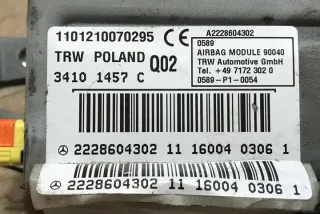 1101210070295 CE
TRW POLAND Q02
3410 1457 C
A2228604302
0589
AIRBAG MODULE 90040
TRW Automotive GmbH
Tel. +49 7172 302 0
0589-P1-0054
2228604302 11 16004 0306 1
2228604302 11 16004 0306 1